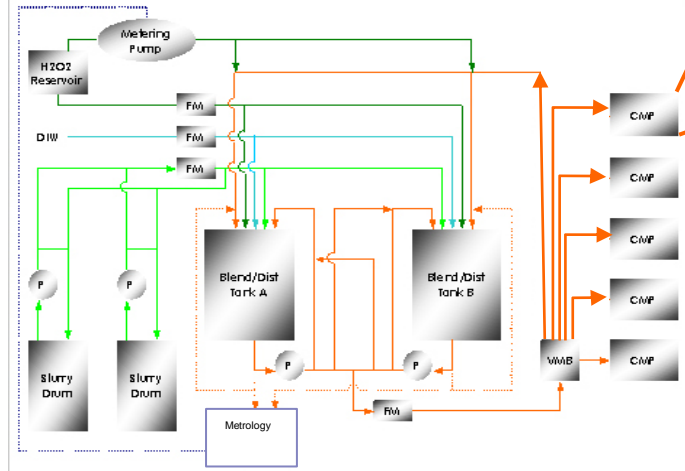 Metering
Pump
H2O2
Reservoir
FM
DIW
FM
FM
CMP
CMP
CMP
CMP
CMP
P
P
Blend/Dist
Tank A
Blend/Dist
Tank B
P
P
Slurry
Drum
Slurry
Drum
VMB
FM
Metrology